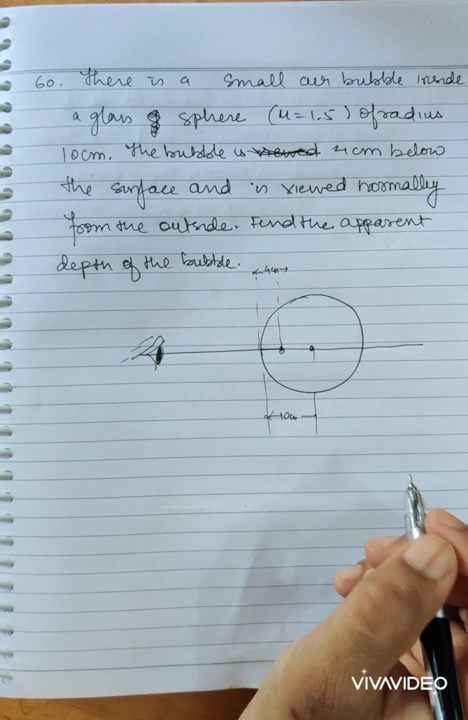 60. There is a small air bubble inside
a glass sphere (μ=1.5) of radius
10cm. The bubble is viewed 4cm below
the surface and is viewed normally
from the outside. Find the apparent
depth of the bubble.
4cm
10cm
VIVAVIDEO